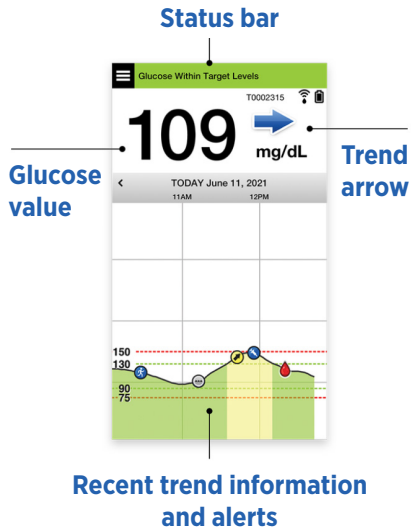 Status bar
Glucose Within Target Levels
T0002315
109
mg/dL
Glucose
value
Trend
arrow
< TODAY June 11, 2021
11AM 12PM
150
130
90
75
Recent trend information
and alerts